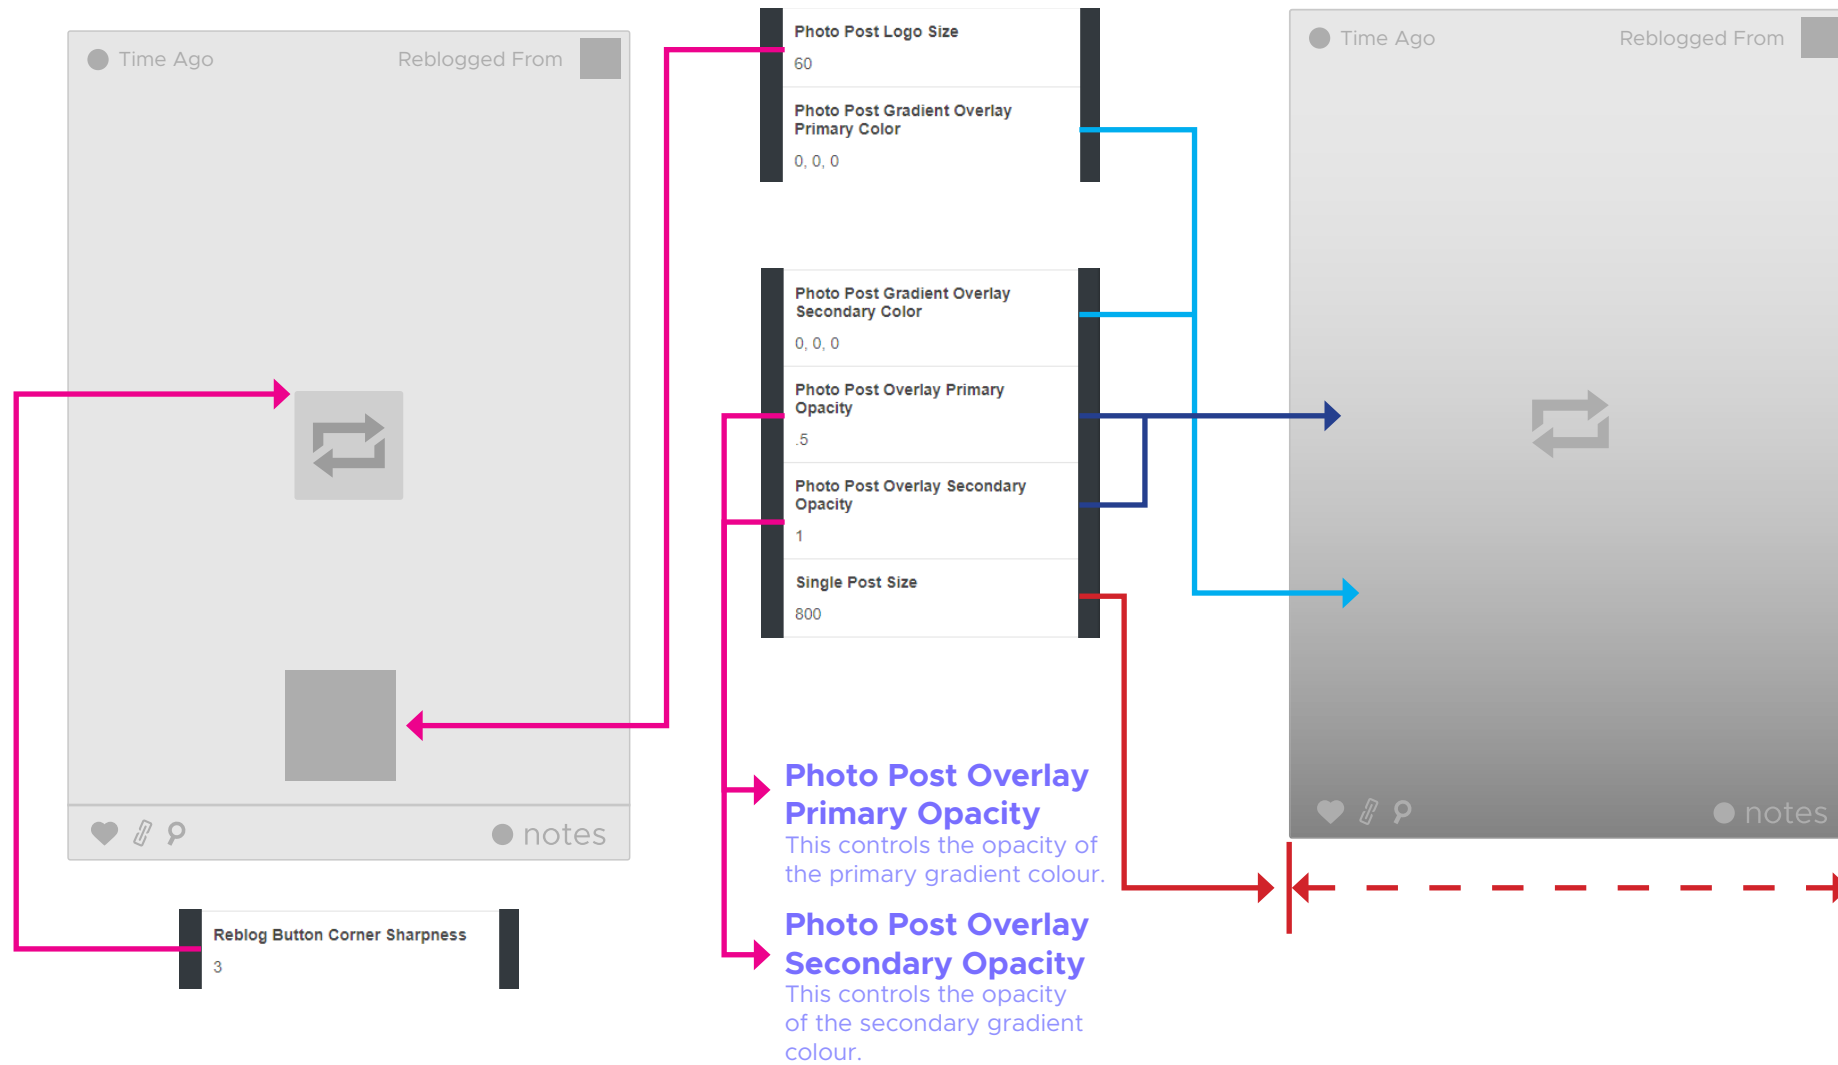 Time Ago
Reblogged From
notes
Reblog Button Corner Sharpness
3
Photo Post Logo Size
60
Photo Post Gradient Overlay
Primary Color
0, 0, 0
Photo Post Gradient Overlay
Secondary Color
0, 0, 0
Photo Post Overlay Primary
Opacity
.5
Photo Post Overlay Secondary
Opacity
1
Single Post Size
800
Photo Post Overlay
Primary Opacity
This controls the opacity of
the primary gradient colour.
Photo Post Overlay
Secondary Opacity
This controls the opacity
of the secondary gradient
colour.
Time Ago
Reblogged From
notes